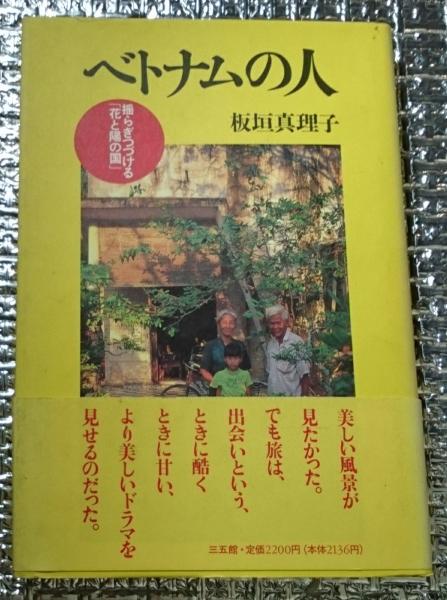 ベトナムの人
板垣真理子
揺らぎつづける
「花と陽の国」
美しい風景が
見たかった。
でも旅は、
出会いという、
ときに酷く
ときに甘い、
より美しいドラマを
見せるのだった。
三五館・定価2200円(本体2136円)